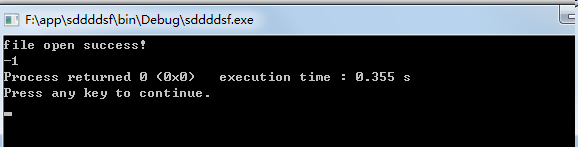 F:\app\sddddsf\bin\Debug\sddddsf.exe
file open success!
-1
Process returned 0 (0x0)   execution time : 0.355 s
Press any key to continue.